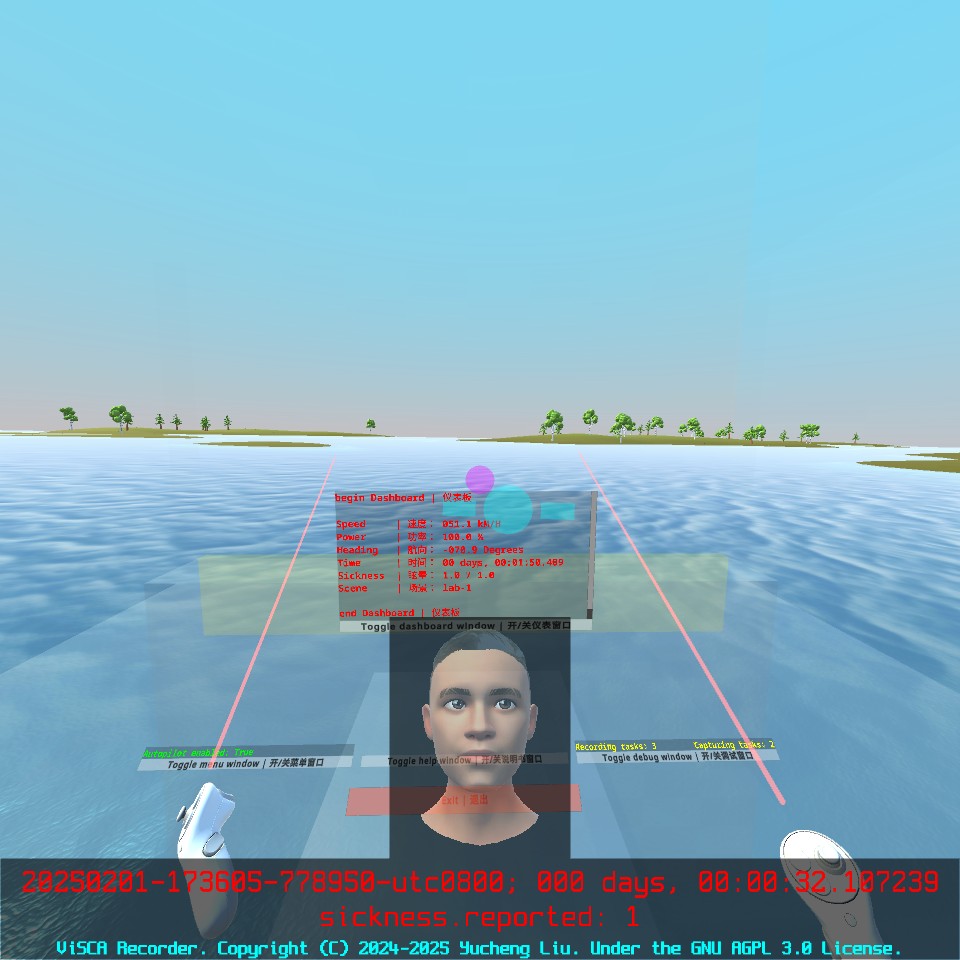 begin Dashboard | 仪表板
Speed | 速度: 051.1 kM/H
Power | 功率: 100.0 %
Heading | 航向: -070.9 Degrees
Time | 时间: 00 days, 00:01:50.489
Sickness | 眩晕: 1.0 / 1.0
Scene | 场景: lab-1
end Dashboard | 仪表板
Toggle dashboard window | 开/关仪表窗口
Autopilot enabled: True
Toggle menu window | 开/关菜单窗口
Toggle help window | 开/关说明书窗口
Recording tasks: 3 Capturing tasks: 2
Toggle debug window | 开/关调试窗口
Exit | 退出
20250201-173605-778950-utc0800; 000 days, 00:00:32.107239
sickness.reported: 1
ViSCA Recorder. Copyright (C) 2024-2025 Yucheng Liu. Under the GNU AGPL 3.0 License.